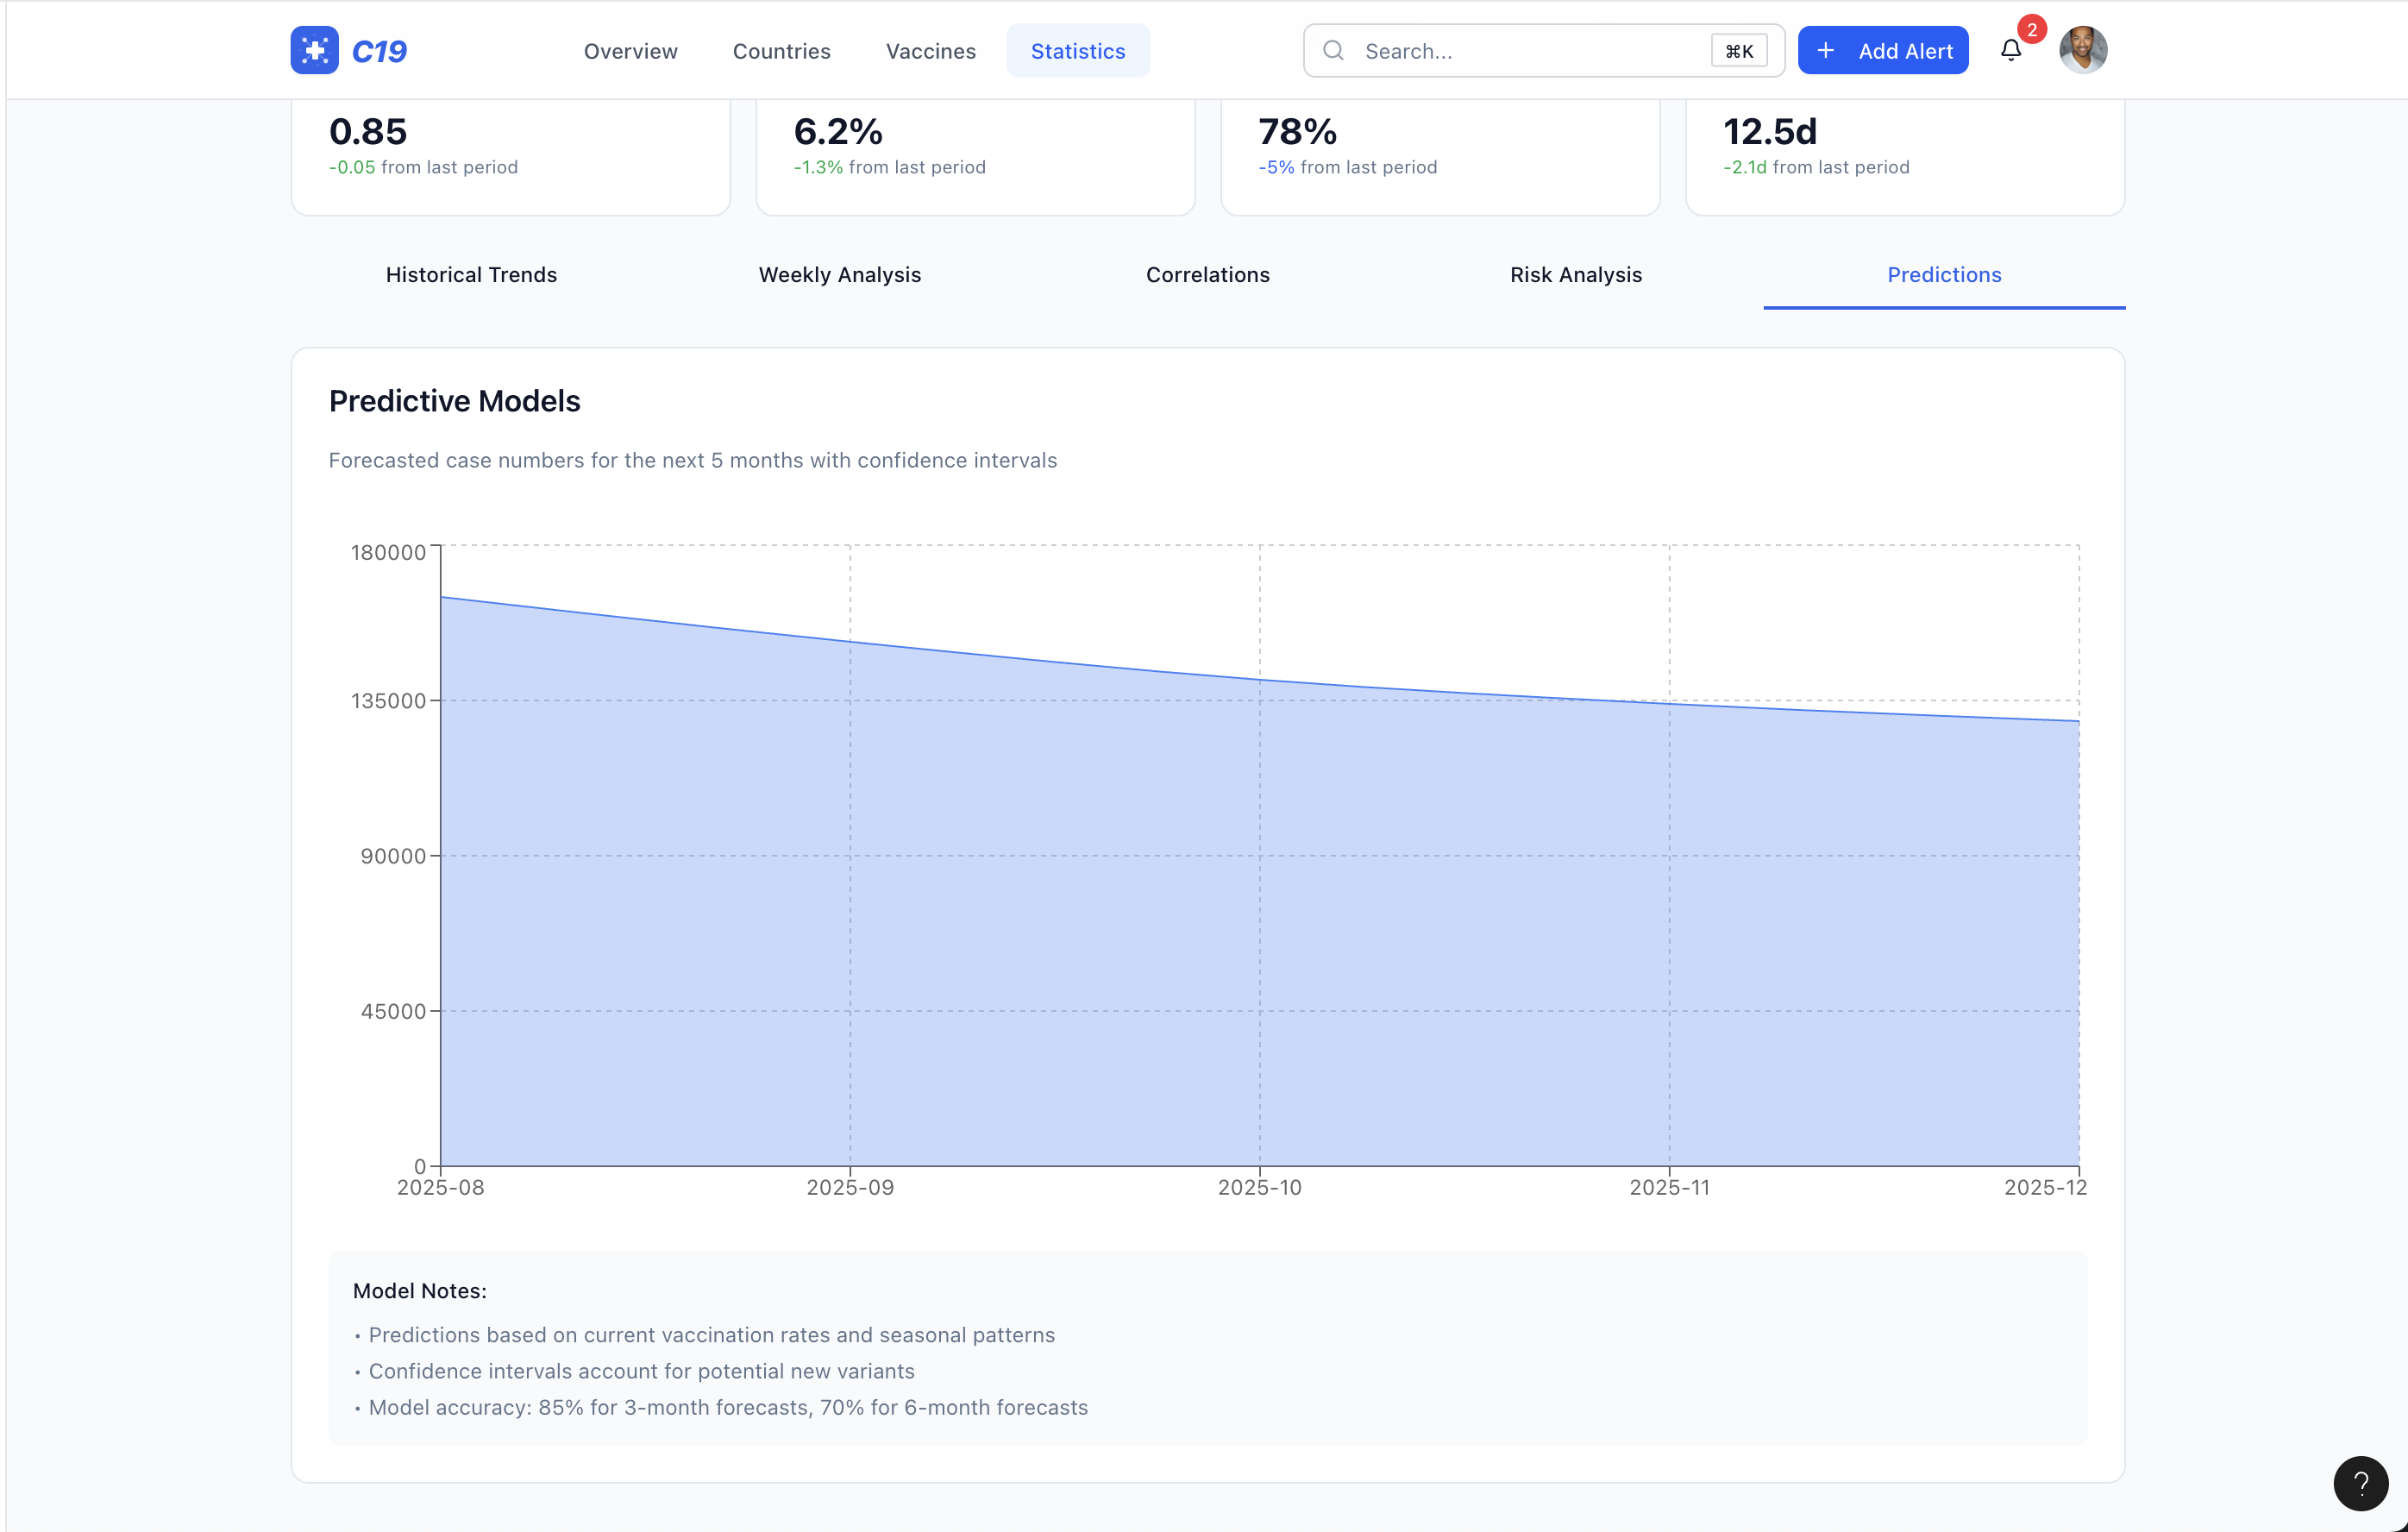 C19
Overview Countries Vaccines Statistics
Search... ⌘K
+ Add Alert
2
0.85
-0.05 from last period
6.2%
-1.3% from last period
78%
-5% from last period
12.5d
-2.1d from last period
Historical Trends Weekly Analysis Correlations Risk Analysis Predictions
Predictive Models
Forecasted case numbers for the next 5 months with confidence intervals
180000
135000
90000
45000
0
2025-08 2025-09 2025-10 2025-11 2025-12
Model Notes:
• Predictions based on current vaccination rates and seasonal patterns
• Confidence intervals account for potential new variants
• Model accuracy: 85% for 3-month forecasts, 70% for 6-month forecasts
?